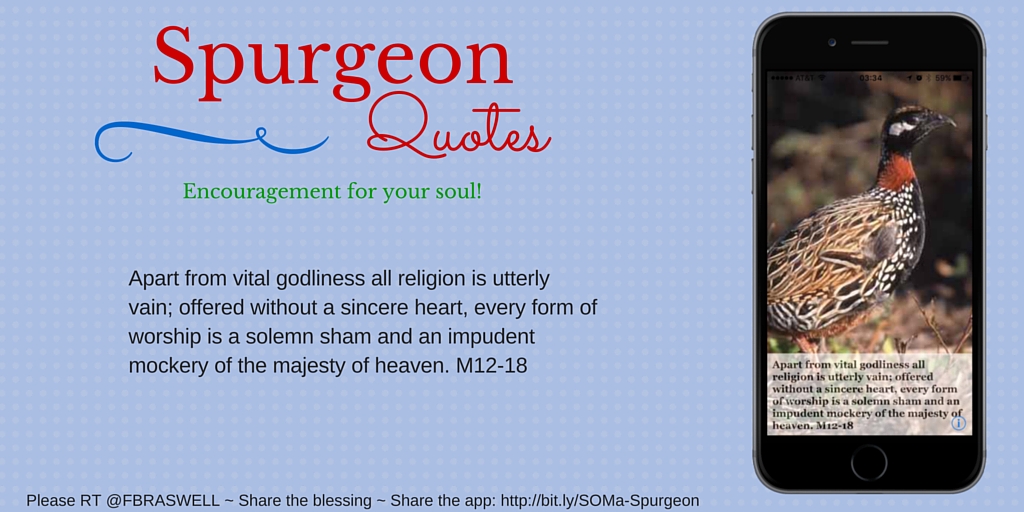 Spurgeon
Quotes
Encouragement for your soul!
Apart from vital godliness all religion is utterly
vain; offered without a sincere heart, every form of
worship is a solemn sham and an impudent
mockery of the majesty of heaven. M12-18
Please RT @FBRASWELL ~ Share the blessing ~ Share the app: http://bit.ly/SOMa-Spurgeon
AT&T 03:34 59%
Apart from vital godliness all
religion is utterly vain; offered
without a sincere heart, every form
of worship is a solemn sham and an
impudent mockery of the majesty of
heaven. M12-18
i